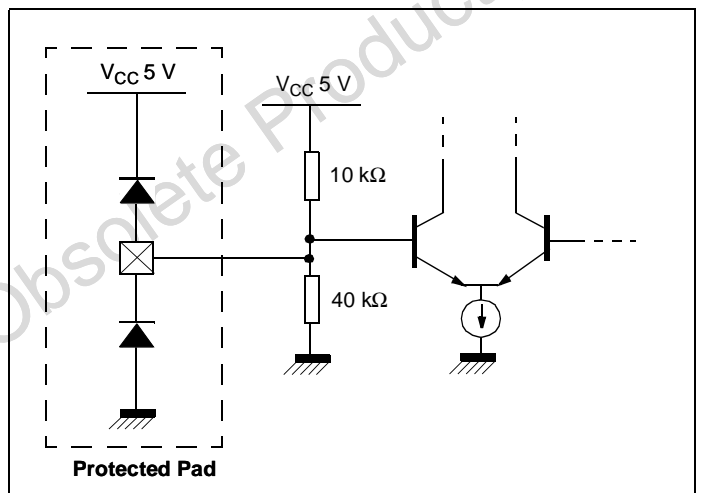 Obsolete Product
VCC 5 V
VCC 5 V
10 kΩ
40 kΩ
Protected Pad